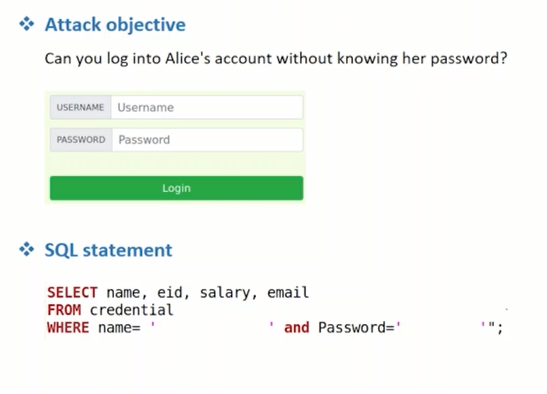 ❖ Attack objective
Can you log into Alice's account without knowing her password?
USERNAME Username
PASSWORD Password
Login
❖ SQL statement
SELECT name, eid, salary, email
FROM credential
WHERE name= ' ' and Password=' '";